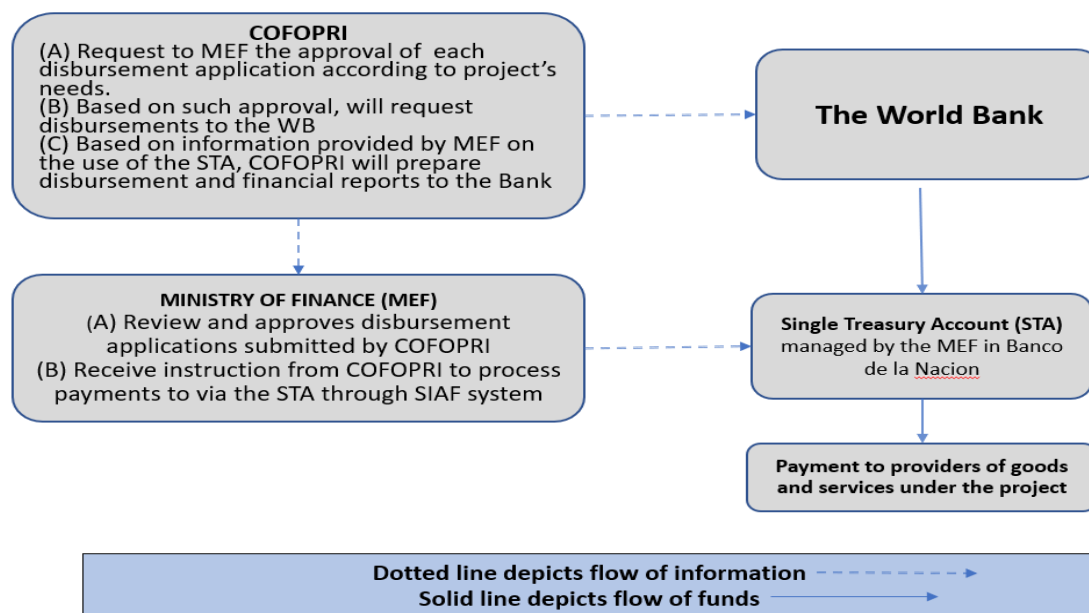 COFOPRI
(A) Request to MEF the approval of each
disbursement application according to project's
needs.
(B) Based on such approval, will request
disbursements to the WB
(C) Based on information provided by MEF on
the use of the STA, COFOPRI will prepare
disbursement and financial reports to the Bank
The World Bank
MINISTRY OF FINANCE (MEF)
(A) Review and approves disbursement
applications submitted by COFOPRI
(B) Receive instruction from COFOPRI to process
payments to via the STA through SIAF system
Single Treasury Account (STA)
managed by the MEF in Banco
de la Nacion
Payment to providers of goods
and services under the project
Dotted line depicts flow of information
Solid line depicts flow of funds